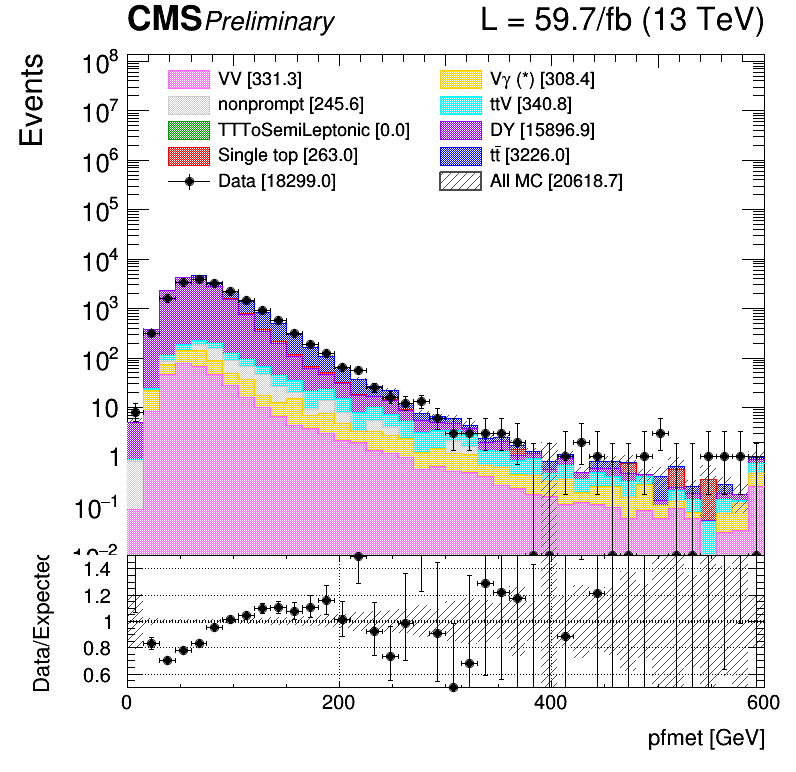 CMS Preliminary L = 59.7/fb (13 TeV)
Events
VV [331.3] Vγ (*) [308.4]
nonprompt [245.6] ttV [340.8]
TTToSemiLeptonic [0.0] DY [15896.9]
Single top [263.0] tt̄ [3226.0]
Data [18299.0] All MC [20618.7]
10⁸
10⁷
10⁶
10⁵
10⁴
10³
10²
10
1
10⁻¹
10⁻²
Data/Expected
1.4
1.2
1
0.8
0.6
0 200 400 600
pfmet [GeV]